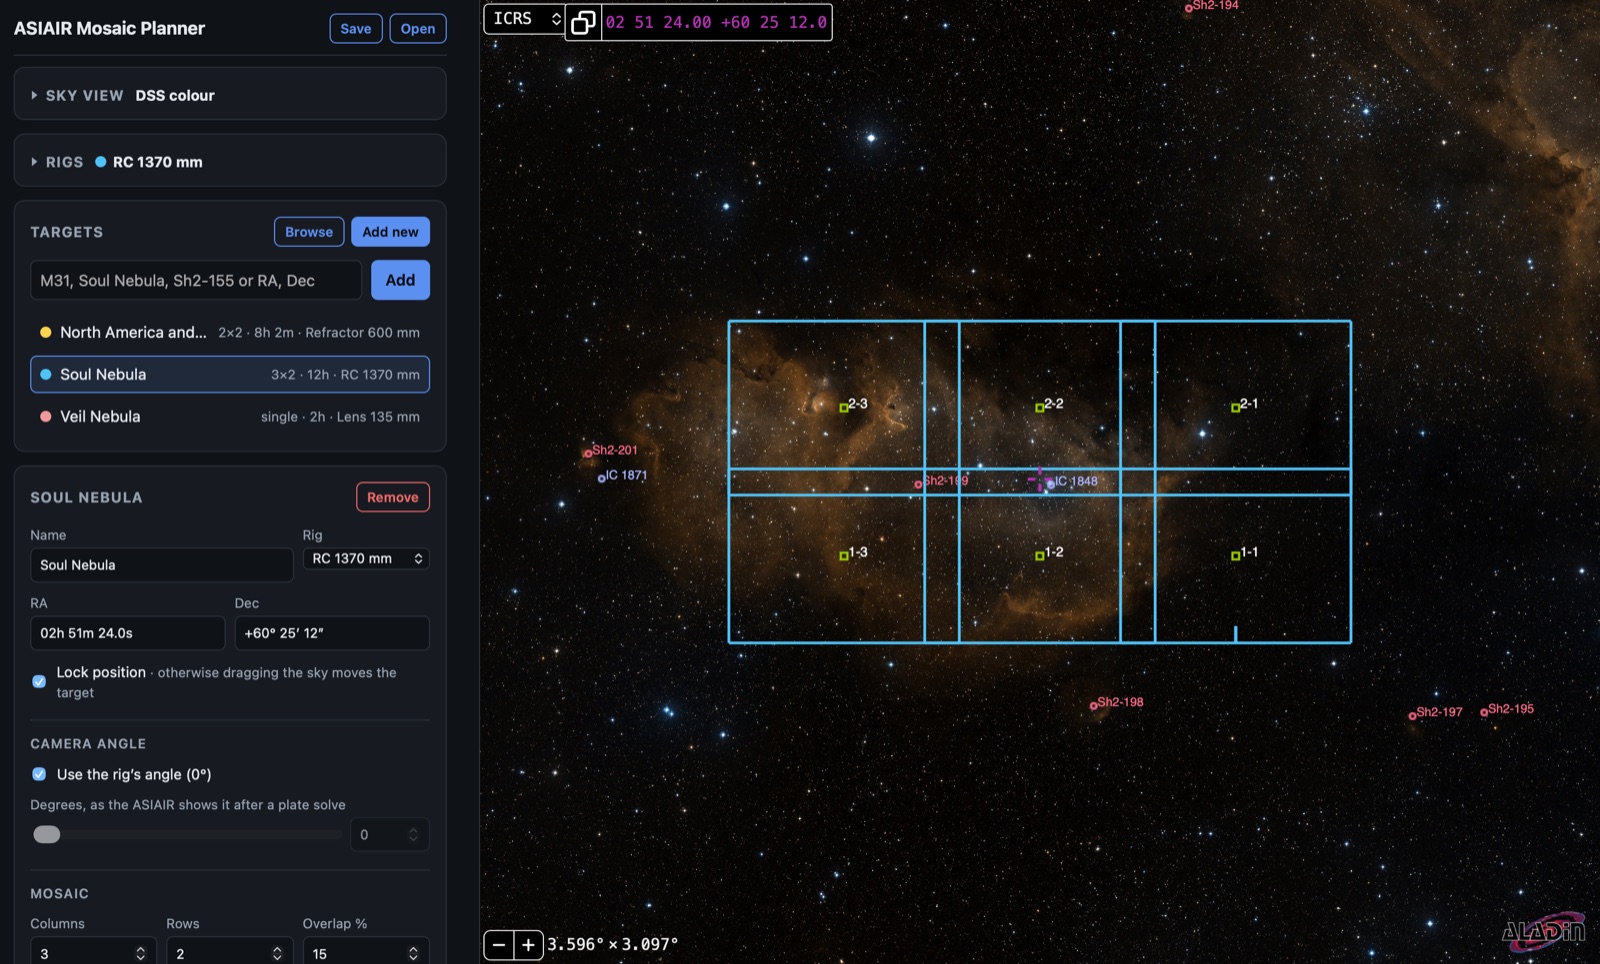 ASIAIR Mosaic Planner
Save
Open
SKY VIEW DSS colour
RIGS RC 1370 mm
TARGETS
Browse
Add new
M31, Soul Nebula, Sh2-155 or RA, Dec
Add
North America and... 2×2 · 8h 2m · Refractor 600 mm
Soul Nebula 3×2 · 12h · RC 1370 mm
Veil Nebula single · 2h · Lens 135 mm
SOUL NEBULA
Remove
Name
Rig
Soul Nebula
RC 1370 mm
RA
Dec
02h 51m 24.0s
+60° 25′ 12″
Lock position · otherwise dragging the sky moves the
target
CAMERA ANGLE
Use the rig's angle (0°)
Degrees, as the ASIAIR shows it after a plate solve
0
MOSAIC
Columns
Rows
Overlap %
3
2
15
ICRS
02 51 24.00 +60 25 12.0
Sh2-194
2-3
2-2
2-1
Sh2-201
IC 1871
Sh2-199
IC 1848
1-3
1-2
1-1
Sh2-198
Sh2-197
Sh2-195
− + 3.596° × 3.097°
ALADIN